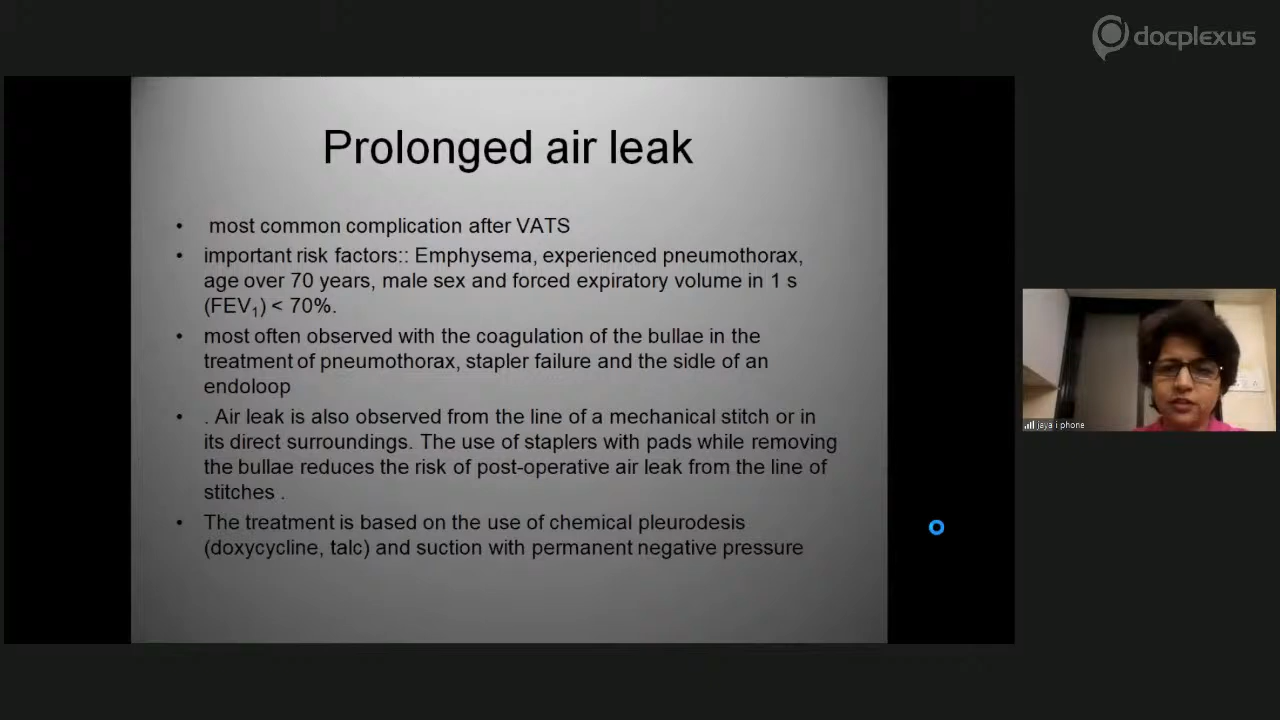 docplexus
Prolonged air leak
• most common complication after VATS
• important risk factors:: Emphysema, experienced pneumothorax,
age over 70 years, male sex and forced expiratory volume in 1 s
(FEV1) < 70%.
• most often observed with the coagulation of the bullae in the
treatment of pneumothorax, stapler failure and the sidle of an
endoloop
• . Air leak is also observed from the line of a mechanical stitch or in
its direct surroundings. The use of staplers with pads while removing
the bullae reduces the risk of post-operative air leak from the line of
stitches .
• The treatment is based on the use of chemical pleurodesis
(doxycycline, talc) and suction with permanent negative pressure
jaya i phone